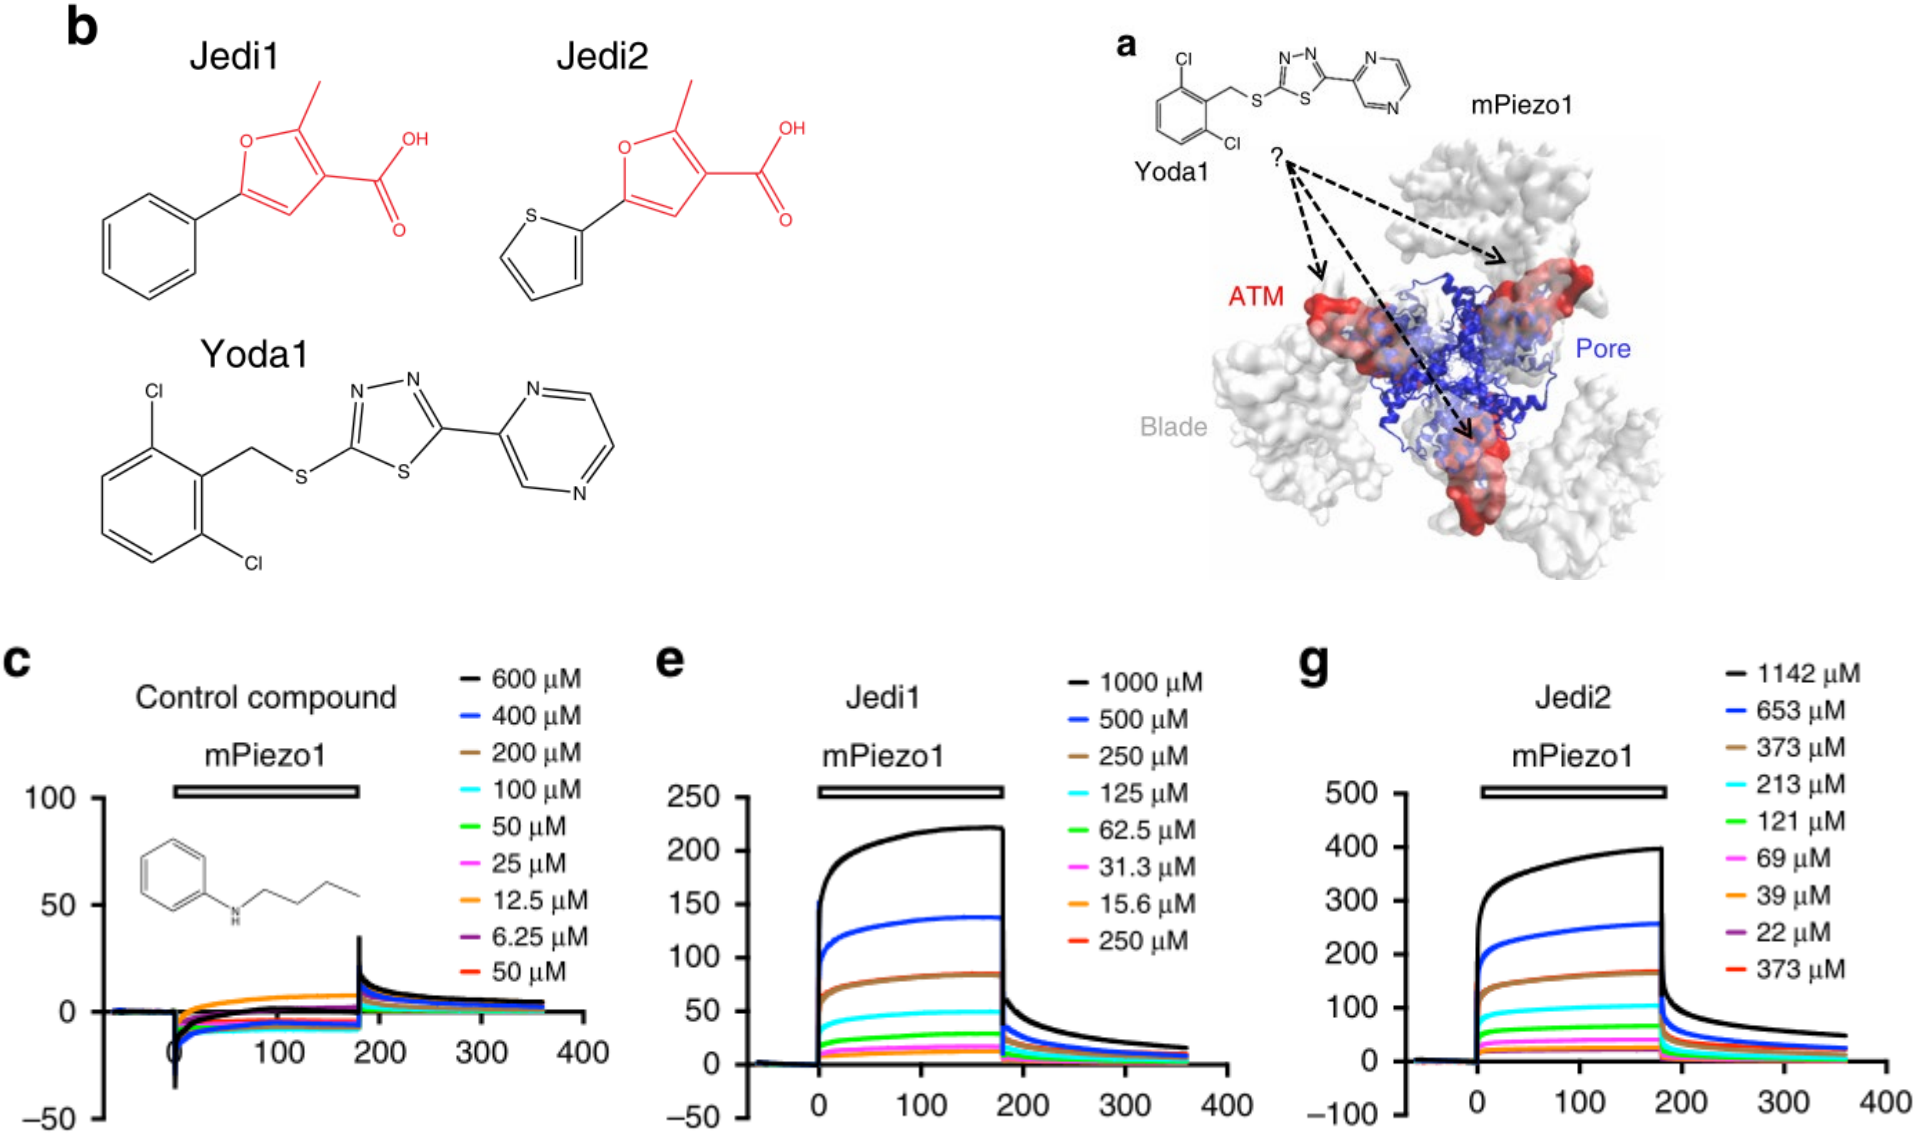 b
Jedi1
Jedi2
O
OH
O
O
OH
O
S
Yoda1
Cl
N
N
N
S
S
N
Cl
a
Cl
N
N
N
S
S
N
Cl
mPiezo1
Yoda1
?
ATM
Pore
Blade
c
Control compound
mPiezo1
600 µM
400 µM
200 µM
100 µM
50 µM
25 µM
12.5 µM
6.25 µM
50 µM
N
H
100
50
0
−50
0 100 200 300 400
e
Jedi1
mPiezo1
1000 µM
500 µM
250 µM
125 µM
62.5 µM
31.3 µM
15.6 µM
250 µM
250
200
150
100
50
0
−50
0 100 200 300 400
g
Jedi2
mPiezo1
1142 µM
653 µM
373 µM
213 µM
121 µM
69 µM
39 µM
22 µM
373 µM
500
400
300
200
100
0
−100
0 100 200 300 400